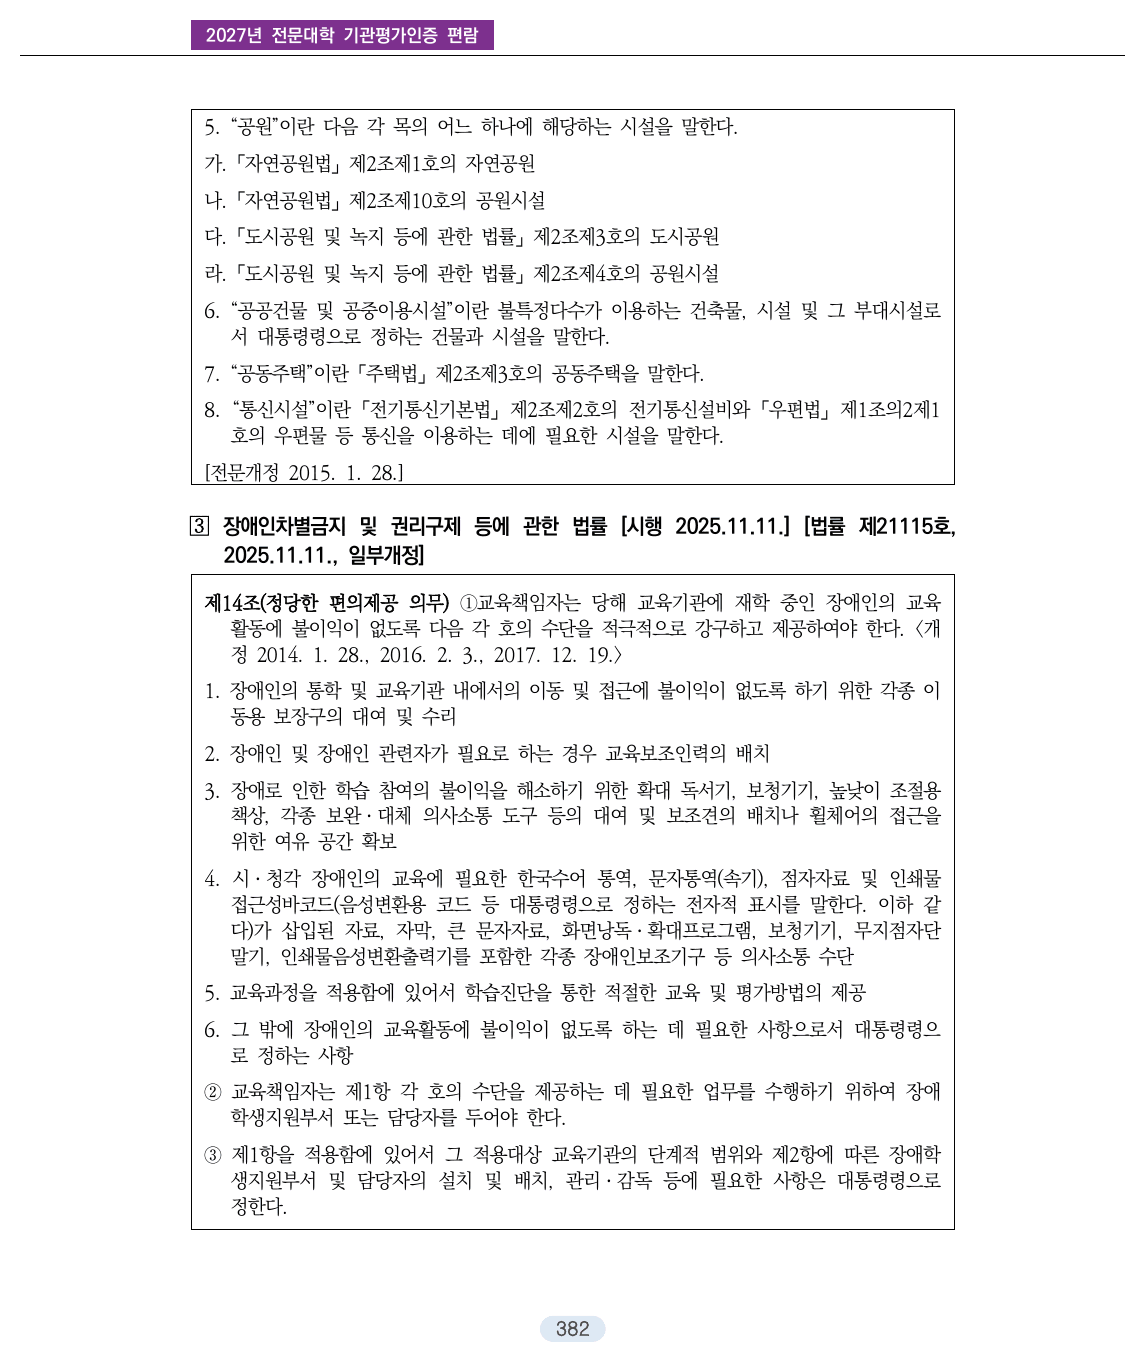 2027년 전문대학 기관평가인증 편람
5. “공원”이란 다음 각 목의 어느 하나에 해당하는 시설을 말한다.
가. 「자연공원법」 제2조제1호의 자연공원
나. 「자연공원법」 제2조제10호의 공원시설
다. 「도시공원 및 녹지 등에 관한 법률」 제2조제3호의 도시공원
라. 「도시공원 및 녹지 등에 관한 법률」 제2조제4호의 공원시설
6. “공공건물 및 공중이용시설”이란 불특정다수가 이용하는 건축물, 시설 및 그 부대시설로
서 대통령령으로 정하는 건물과 시설을 말한다.
7. “공동주택”이란 「주택법」 제2조제3호의 공동주택을 말한다.
8. “통신시설”이란 「전기통신기본법」 제2조제2호의 전기통신설비와 「우편법」 제1조의2제1
호의 우편물 등 통신을 이용하는 데에 필요한 시설을 말한다.
[전문개정 2015. 1. 28.]
3 장애인차별금지 및 권리구제 등에 관한 법률 [시행 2025.11.11.] [법률 제21115호,
2025.11.11., 일부개정]
제14조(정당한 편의제공 의무) ①교육책임자는 당해 교육기관에 재학 중인 장애인의 교육
활동에 불이익이 없도록 다음 각 호의 수단을 적극적으로 강구하고 제공하여야 한다. 〈개
정 2014. 1. 28., 2016. 2. 3., 2017. 12. 19.〉
1. 장애인의 통학 및 교육기관 내에서의 이동 및 접근에 불이익이 없도록 하기 위한 각종 이
동용 보장구의 대여 및 수리
2. 장애인 및 장애인 관련자가 필요로 하는 경우 교육보조인력의 배치
3. 장애로 인한 학습 참여의 불이익을 해소하기 위한 확대 독서기, 보청기기, 높낮이 조절용
책상, 각종 보완·대체 의사소통 도구 등의 대여 및 보조견의 배치나 휠체어의 접근을
위한 여유 공간 확보
4. 시·청각 장애인의 교육에 필요한 한국수어 통역, 문자통역(속기), 점자자료 및 인쇄물
접근성바코드(음성변환용 코드 등 대통령령으로 정하는 전자적 표시를 말한다. 이하 같
다)가 삽입된 자료, 자막, 큰 문자자료, 화면낭독·확대프로그램, 보청기기, 무지점자단
말기, 인쇄물음성변환출력기를 포함한 각종 장애인보조기구 등 의사소통 수단
5. 교육과정을 적용함에 있어서 학습진단을 통한 적절한 교육 및 평가방법의 제공
6. 그 밖에 장애인의 교육활동에 불이익이 없도록 하는 데 필요한 사항으로서 대통령령으
로 정하는 사항
② 교육책임자는 제1항 각 호의 수단을 제공하는 데 필요한 업무를 수행하기 위하여 장애
학생지원부서 또는 담당자를 두어야 한다.
③ 제1항을 적용함에 있어서 그 적용대상 교육기관의 단계적 범위와 제2항에 따른 장애학
생지원부서 및 담당자의 설치 및 배치, 관리·감독 등에 필요한 사항은 대통령령으로
정한다.
382